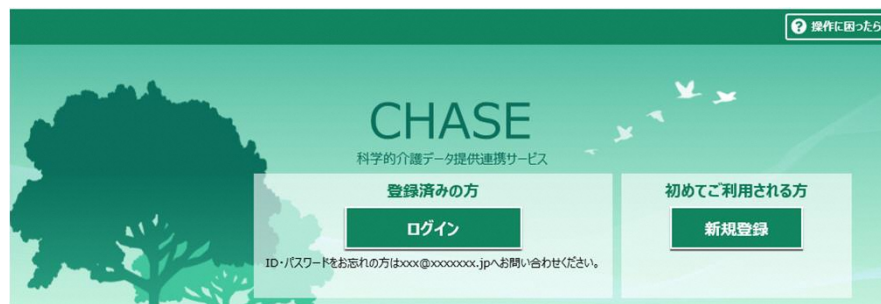 ? 操作に困ったら
CHASE
科学的介護データ提供連携サービス
登録済みの方
ログイン
ID・パスワードをお忘れの方はxxx@xxxxxxx.jpへお問い合わせください。
初めてご利用される方
新規登録